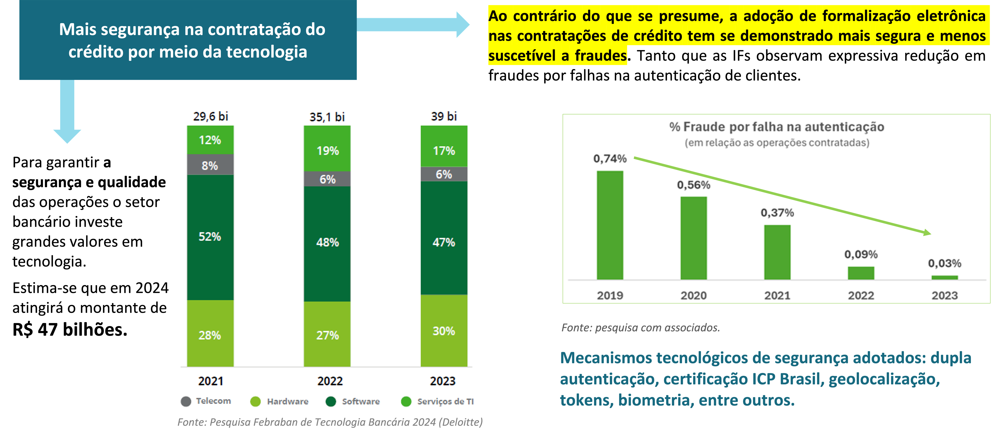 Mais segurança na contratação do
crédito por meio da tecnologia
Ao contrário do que se presume, a adoção de formalização eletrônica
nas contratações de crédito tem se demonstrado mais segura e menos
suscetível a fraudes. Tanto que as IFs observam expressiva redução em
fraudes por falhas na autenticação de clientes.
Para garantir a
segurança e qualidade
das operações o setor
bancário investe
grandes valores em
tecnologia.
Estima-se que em 2024
atingirá o montante de
R$ 47 bilhões.
29,6 bi
35,1 bi
39 bi
12%
19%
17%
8%
6%
6%
52%
48%
47%
28%
27%
30%
2021
2022
2023
Telecom
Hardware
Software
Serviços de TI
Fonte: Pesquisa Febraban de Tecnologia Bancária 2024 (Deloitte)
% Fraude por falha na autenticação
(em relação as operações contratadas)
0,74%
0,56%
0,37%
0,09%
0,03%
2019
2020
2021
2022
2023
Fonte: pesquisa com associados.
Mecanismos tecnológicos de segurança adotados: dupla
autenticação, certificação ICP Brasil, geolocalização,
tokens, biometria, entre outros.